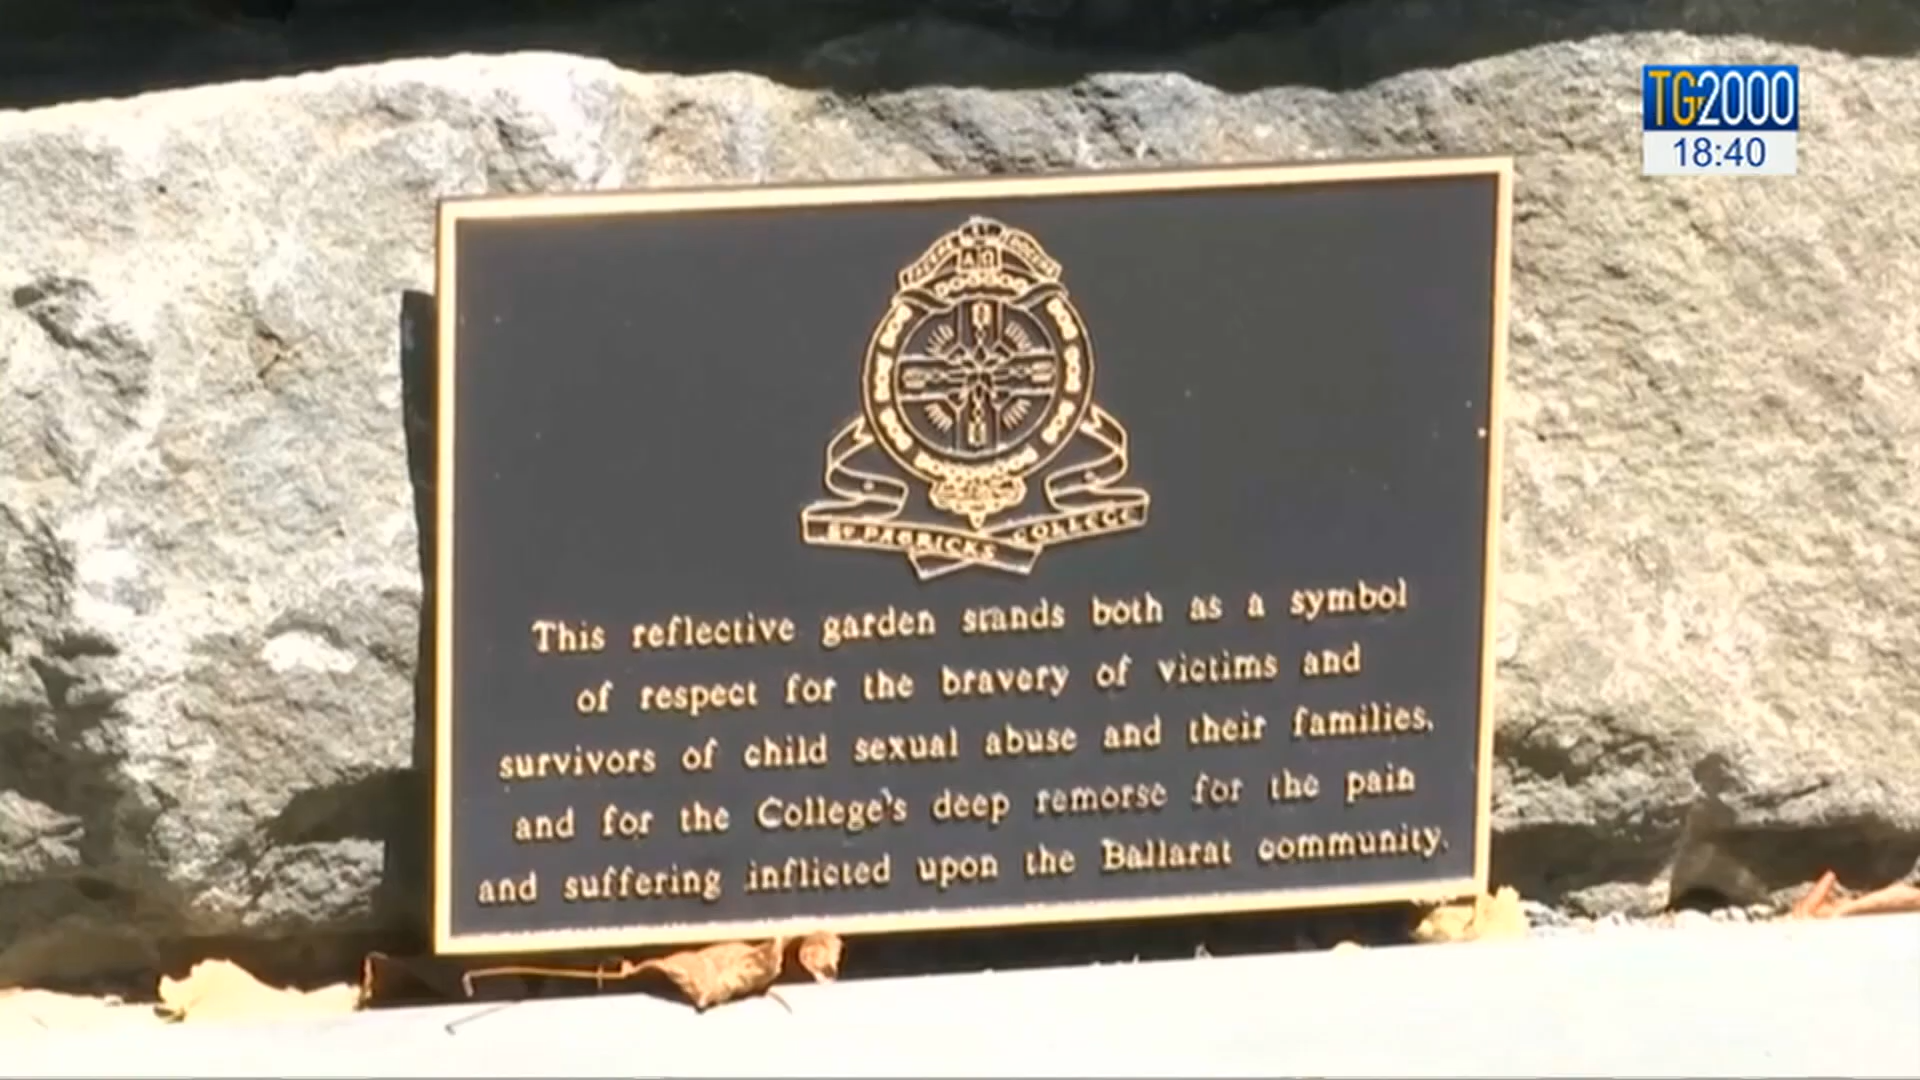 TG2000
18:40
ET
A Ω
ST PATRICKS COLLEGE
This reflective garden stands both as a symbol
of respect for the bravery of victims and
survivors of child sexual abuse and their families,
and for the College's deep remorse for the pain
and suffering inflicted upon the Ballarat community.